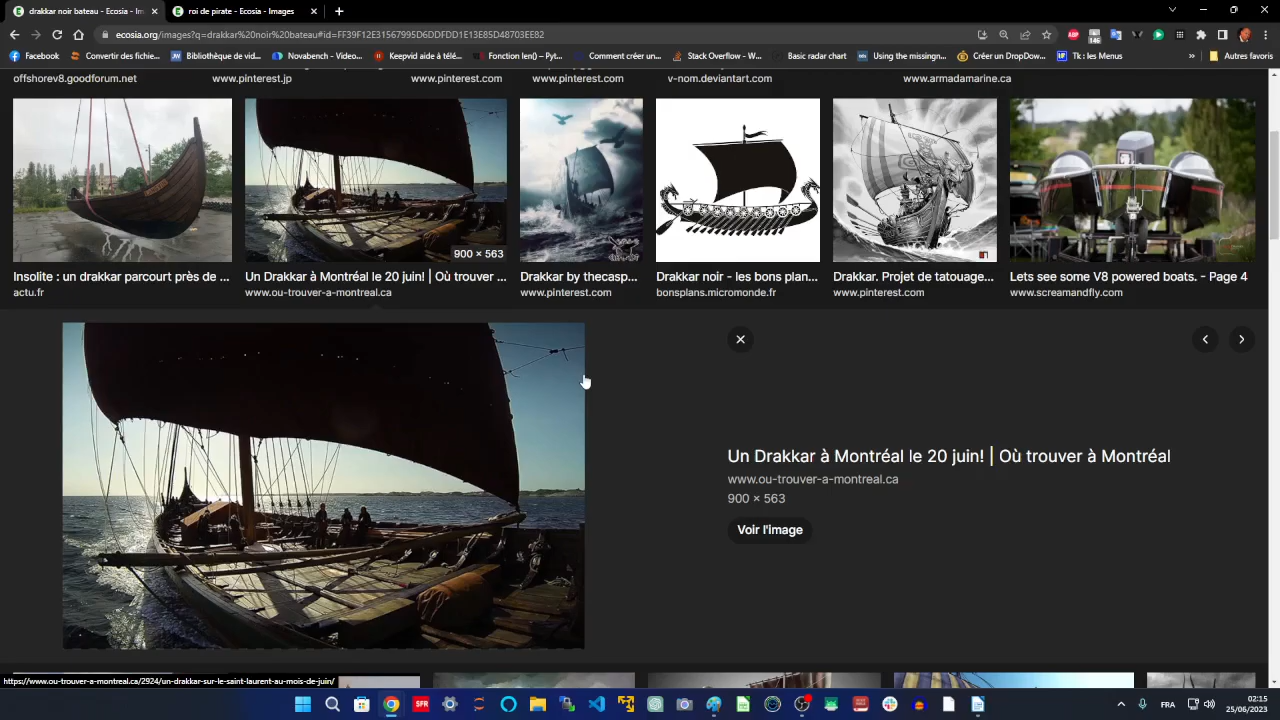 drakkar noir bateau - Ecosia - Im
roi de pirate - Ecosia - Images
ecosia.org/images?q=drakkar%20noir%20bateau#id=FF39F12E31567995D6DDFDD1E13E85D48703EE82
145
Facebook
Convertir des fichie...
Bibliothèque de vid...
Novabench - Video...
Keepvid aide à télé...
Fonction len() – Pyt...
Comment créer un...
Stack Overflow - W...
Basic radar chart
Using the missingn...
Créer un DropDow...
Tk : les Menus
»
Autres favoris
offshorev8.goodforum.net
www.pinterest.jp
www.pinterest.com
www.pinterest.com
v-nom.deviantart.com
www.armadamarine.ca
900 × 563
Insolite : un drakkar parcourt près de ...
Un Drakkar à Montréal le 20 juin! | Où trouver ...
Drakkar by thecasp...
Drakkar noir - les bons plan...
Drakkar. Projet de tatouage...
Lets see some V8 powered boats. - Page 4
actu.fr
www.ou-trouver-a-montreal.ca
www.pinterest.com
bonsplans.micromonde.fr
www.pinterest.com
www.screamandfly.com
Un Drakkar à Montréal le 20 juin! | Où trouver à Montréal
www.ou-trouver-a-montreal.ca
900 × 563
Voir l'image
https://www.ou-trouver-a-montreal.ca/2924/un-drakkar-sur-le-saint-laurent-au-mois-de-juin/
SFR
FRA
02:15
25/06/2023